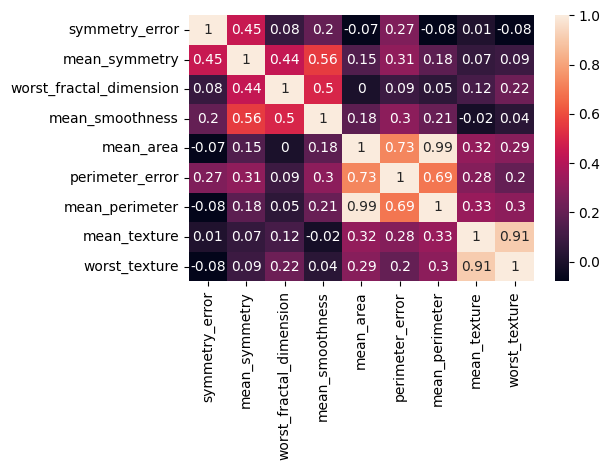 symmetry_error 1 0.45 0.08 0.2 -0.07 0.27 -0.08 0.01 -0.08
mean_symmetry 0.45 1 0.44 0.56 0.15 0.31 0.18 0.07 0.09
worst_fractal_dimension 0.08 0.44 1 0.5 0 0.09 0.05 0.12 0.22
mean_smoothness 0.2 0.56 0.5 1 0.18 0.3 0.21 -0.02 0.04
mean_area -0.07 0.15 0 0.18 1 0.73 0.99 0.32 0.29
perimeter_error 0.27 0.31 0.09 0.3 0.73 1 0.69 0.28 0.2
mean_perimeter -0.08 0.18 0.05 0.21 0.99 0.69 1 0.33 0.3
mean_texture 0.01 0.07 0.12 -0.02 0.32 0.28 0.33 1 0.91
worst_texture -0.08 0.09 0.22 0.04 0.29 0.2 0.3 0.91 1
symmetry_error
mean_symmetry
worst_fractal_dimension
mean_smoothness
mean_area
perimeter_error
mean_perimeter
mean_texture
worst_texture
1.0
0.8
0.6
0.4
0.2
0.0